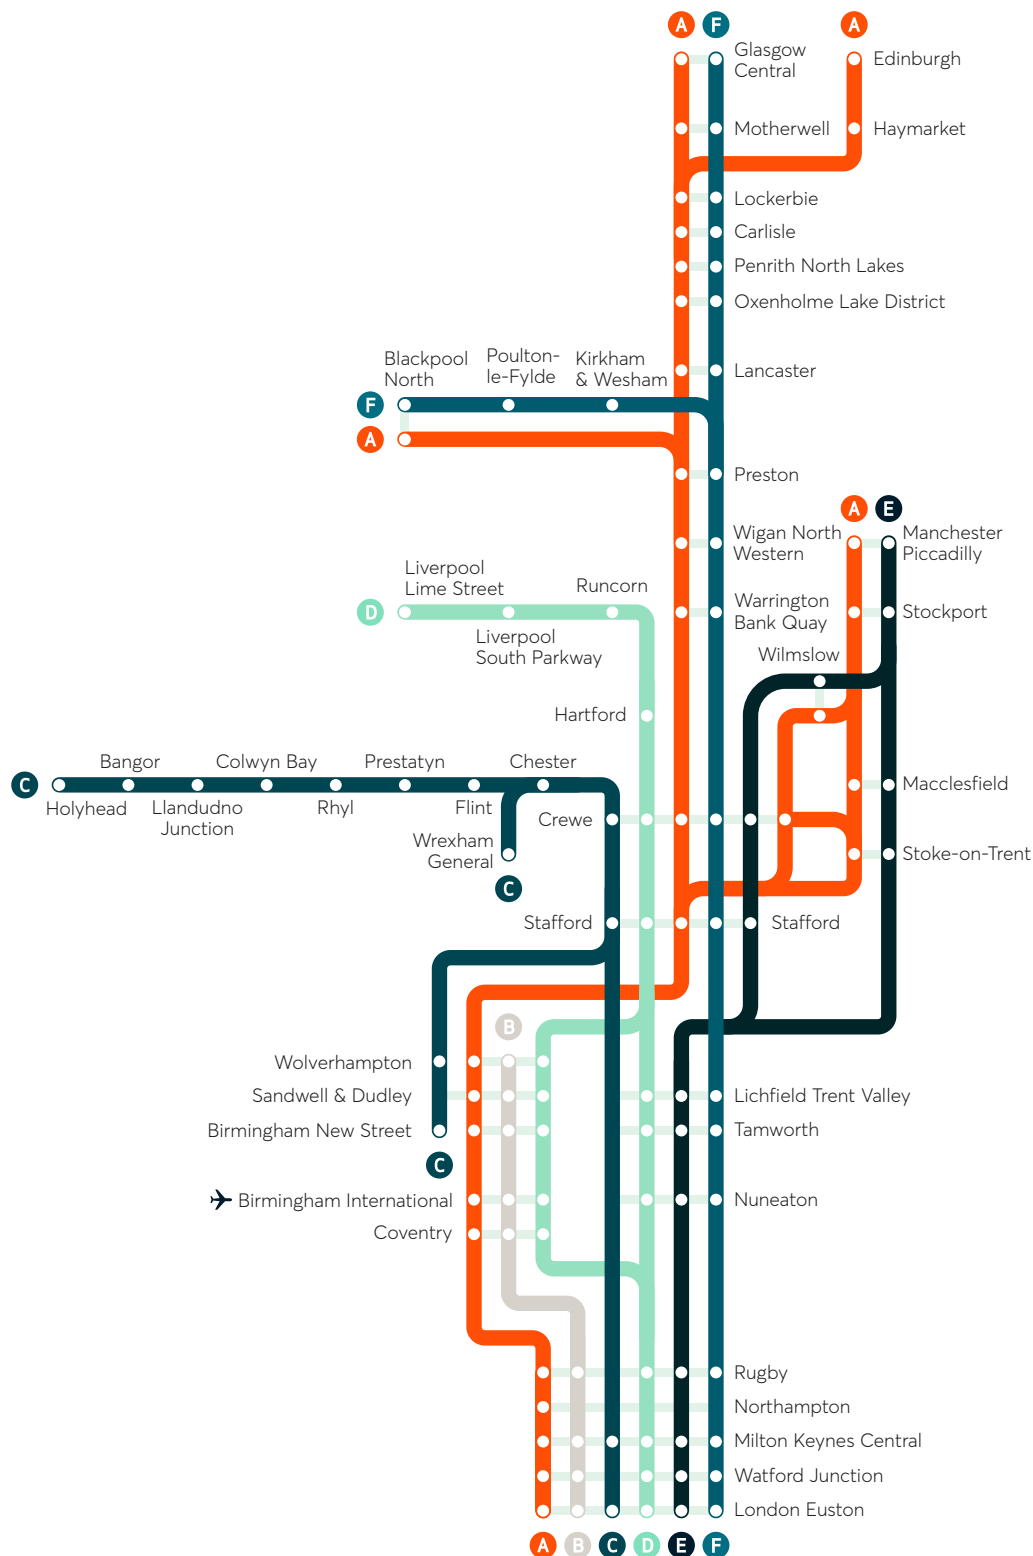 A
F
A
Glasgow
Central
Edinburgh
Motherwell
Haymarket
Lockerbie
Carlisle
Penrith North Lakes
Oxenholme Lake District
Blackpool
North
Poulton-
le-Fylde
Kirkham
& Wesham
Lancaster
F
A
Preston
A
E
Wigan North
Western
Manchester
Piccadilly
Liverpool
Lime Street
Runcorn
D
Warrington
Bank Quay
Stockport
Liverpool
South Parkway
Wilmslow
Hartford
Bangor
Colwyn Bay
Prestatyn
Chester
C
Macclesfield
Holyhead
Llandudno
Junction
Rhyl
Flint
Crewe
Wrexham
General
Stoke-on-Trent
C
Stafford
Stafford
B
Wolverhampton
Sandwell & Dudley
Lichfield Trent Valley
Birmingham New Street
Tamworth
C
Birmingham International
Nuneaton
Coventry
Rugby
Northampton
Milton Keynes Central
Watford Junction
London Euston
A
B
C
D
E
F